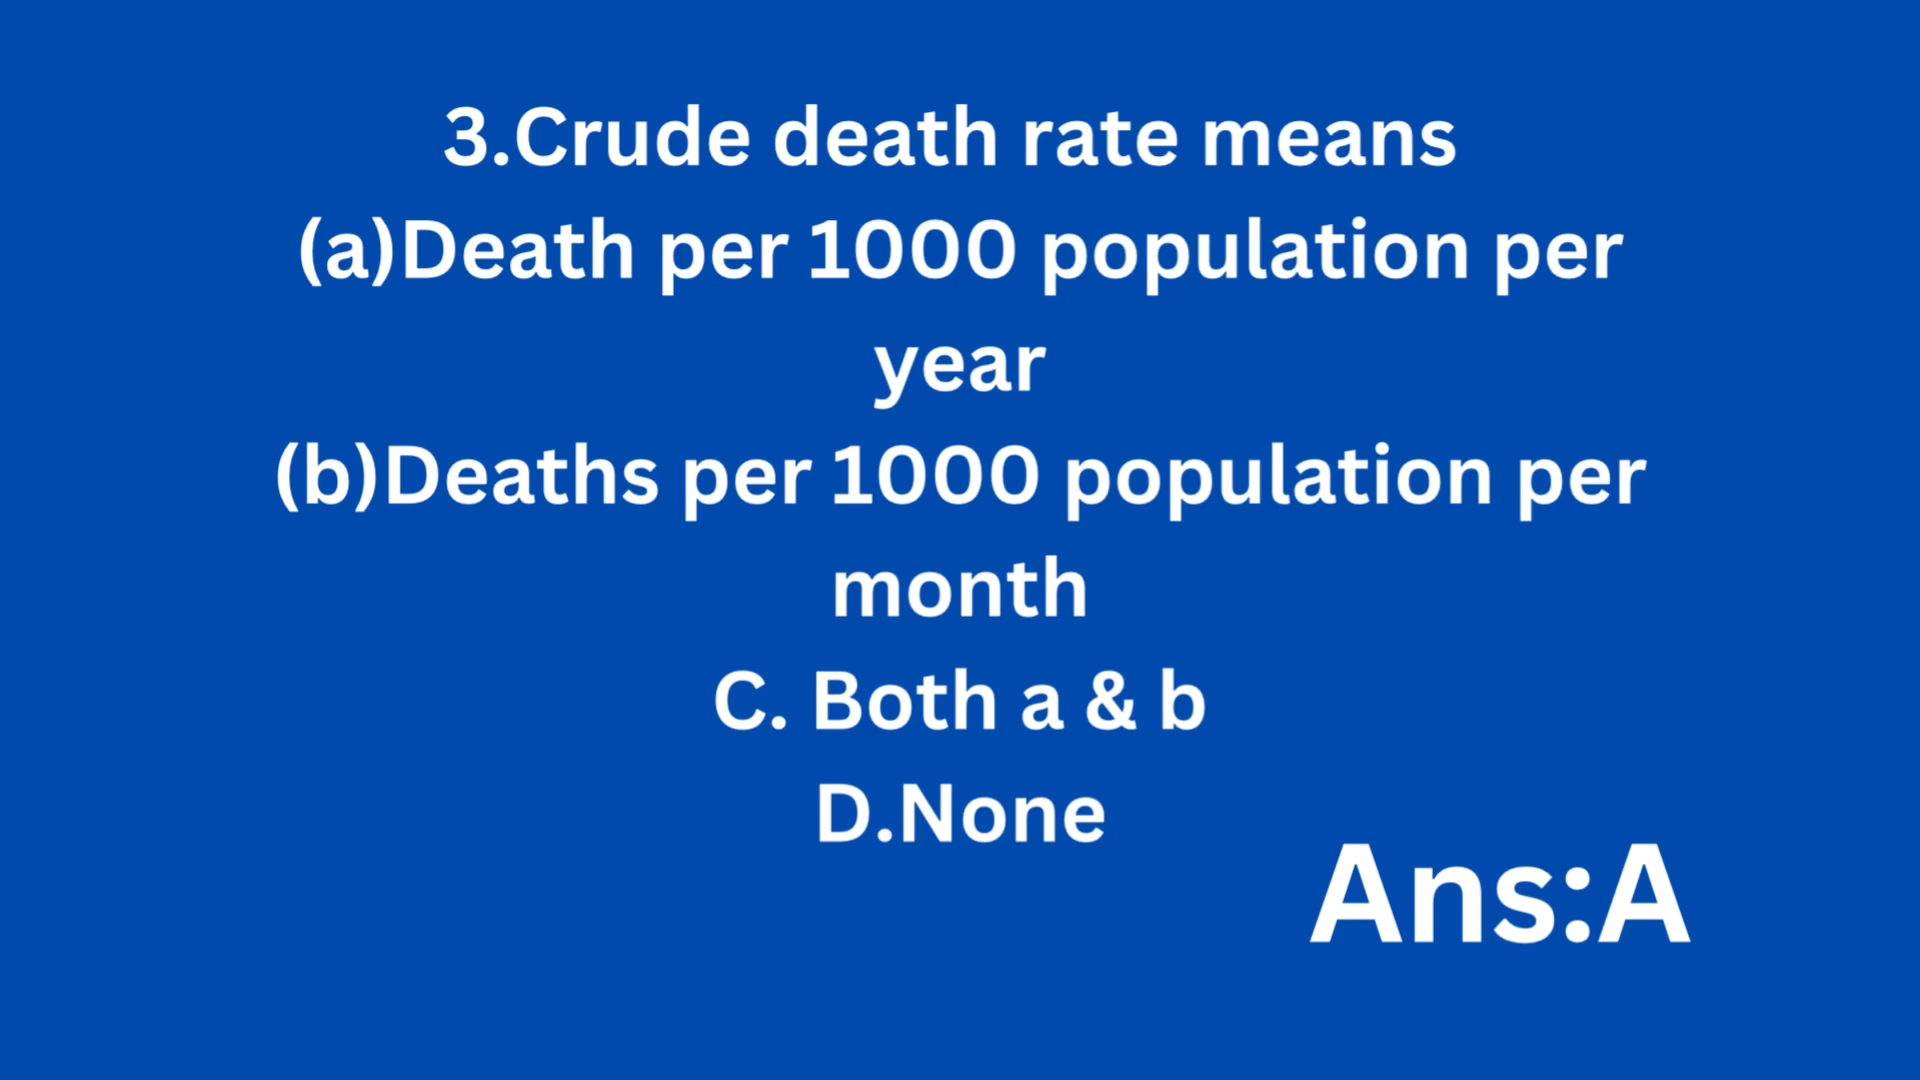 3.Crude death rate means
(a)Death per 1000 population per
year
(b)Deaths per 1000 population per
month
C. Both a & b
D.None
Ans:A